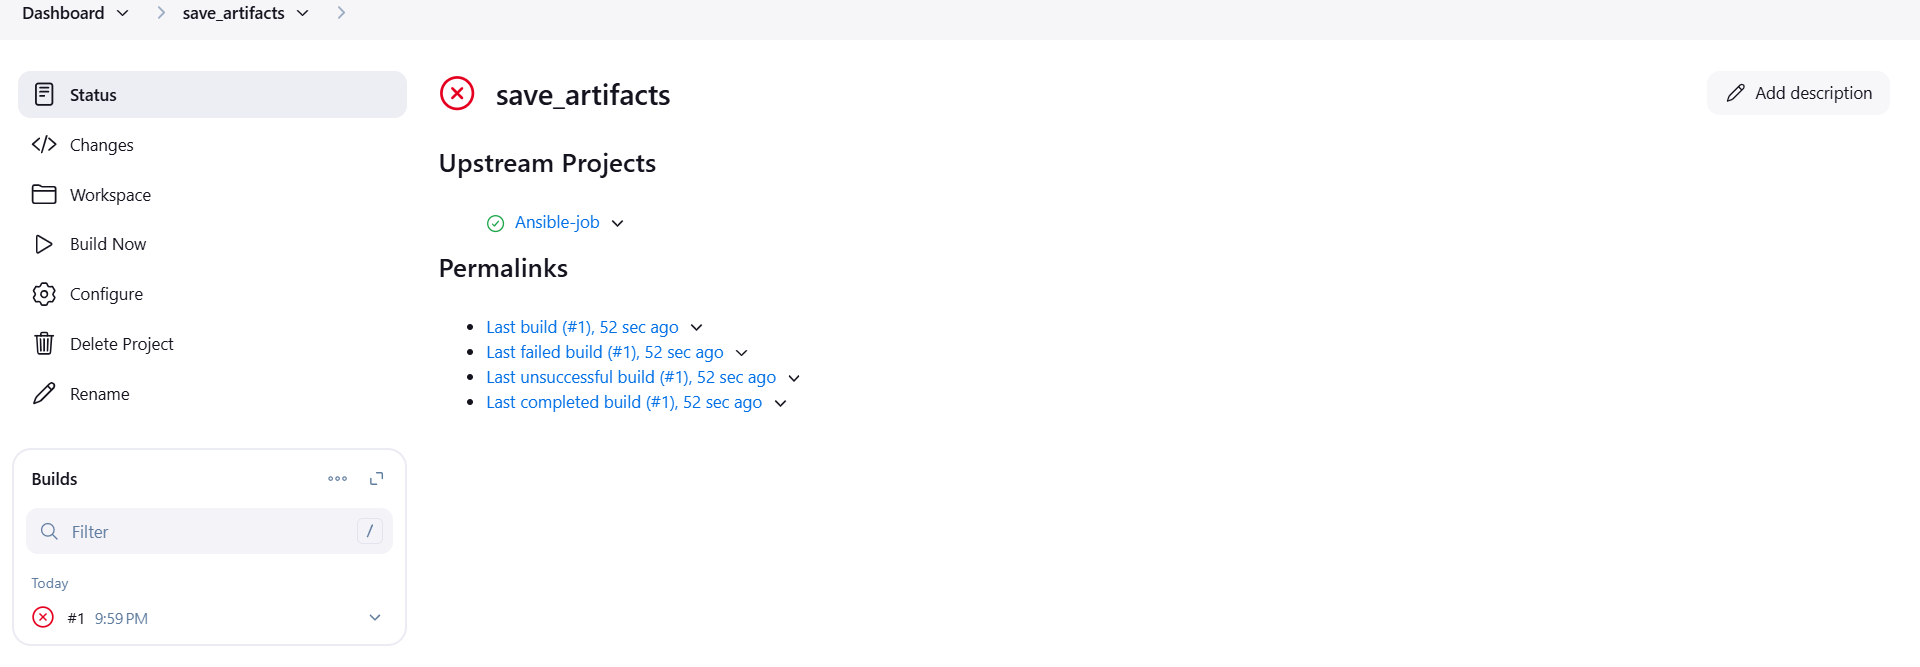 Dashboard
save_artifacts
Status
Changes
Workspace
Build Now
Configure
Delete Project
Rename
Builds
Filter
/
Today
#1 9:59 PM
save_artifacts
Add description
Upstream Projects
Ansible-job
Permalinks
Last build (#1), 52 sec ago
Last failed build (#1), 52 sec ago
Last unsuccessful build (#1), 52 sec ago
Last completed build (#1), 52 sec ago